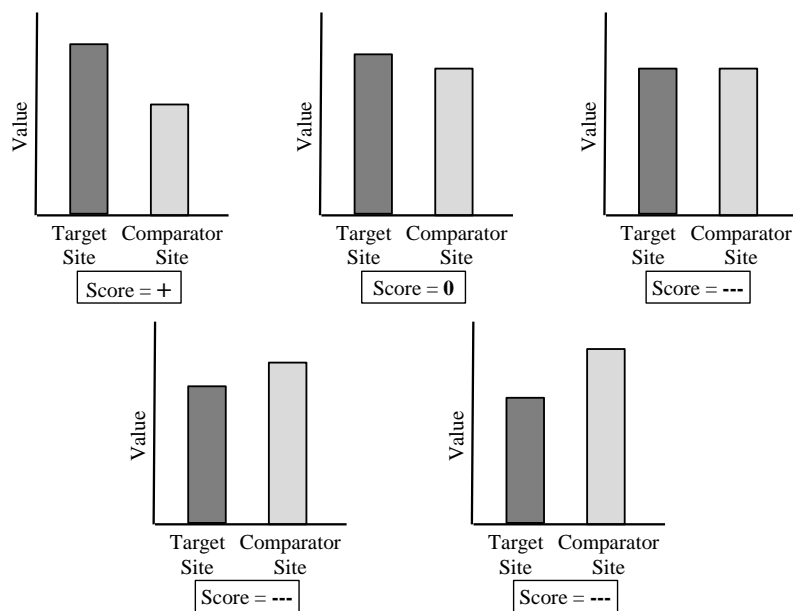 Value
Target
Site
Comparator
Site
Score = +
Value
Target
Site
Comparator
Site
Score = 0
Value
Target
Site
Comparator
Site
Score = ---
Value
Target
Site
Comparator
Site
Score = ---
Value
Target
Site
Comparator
Site
Score = ---